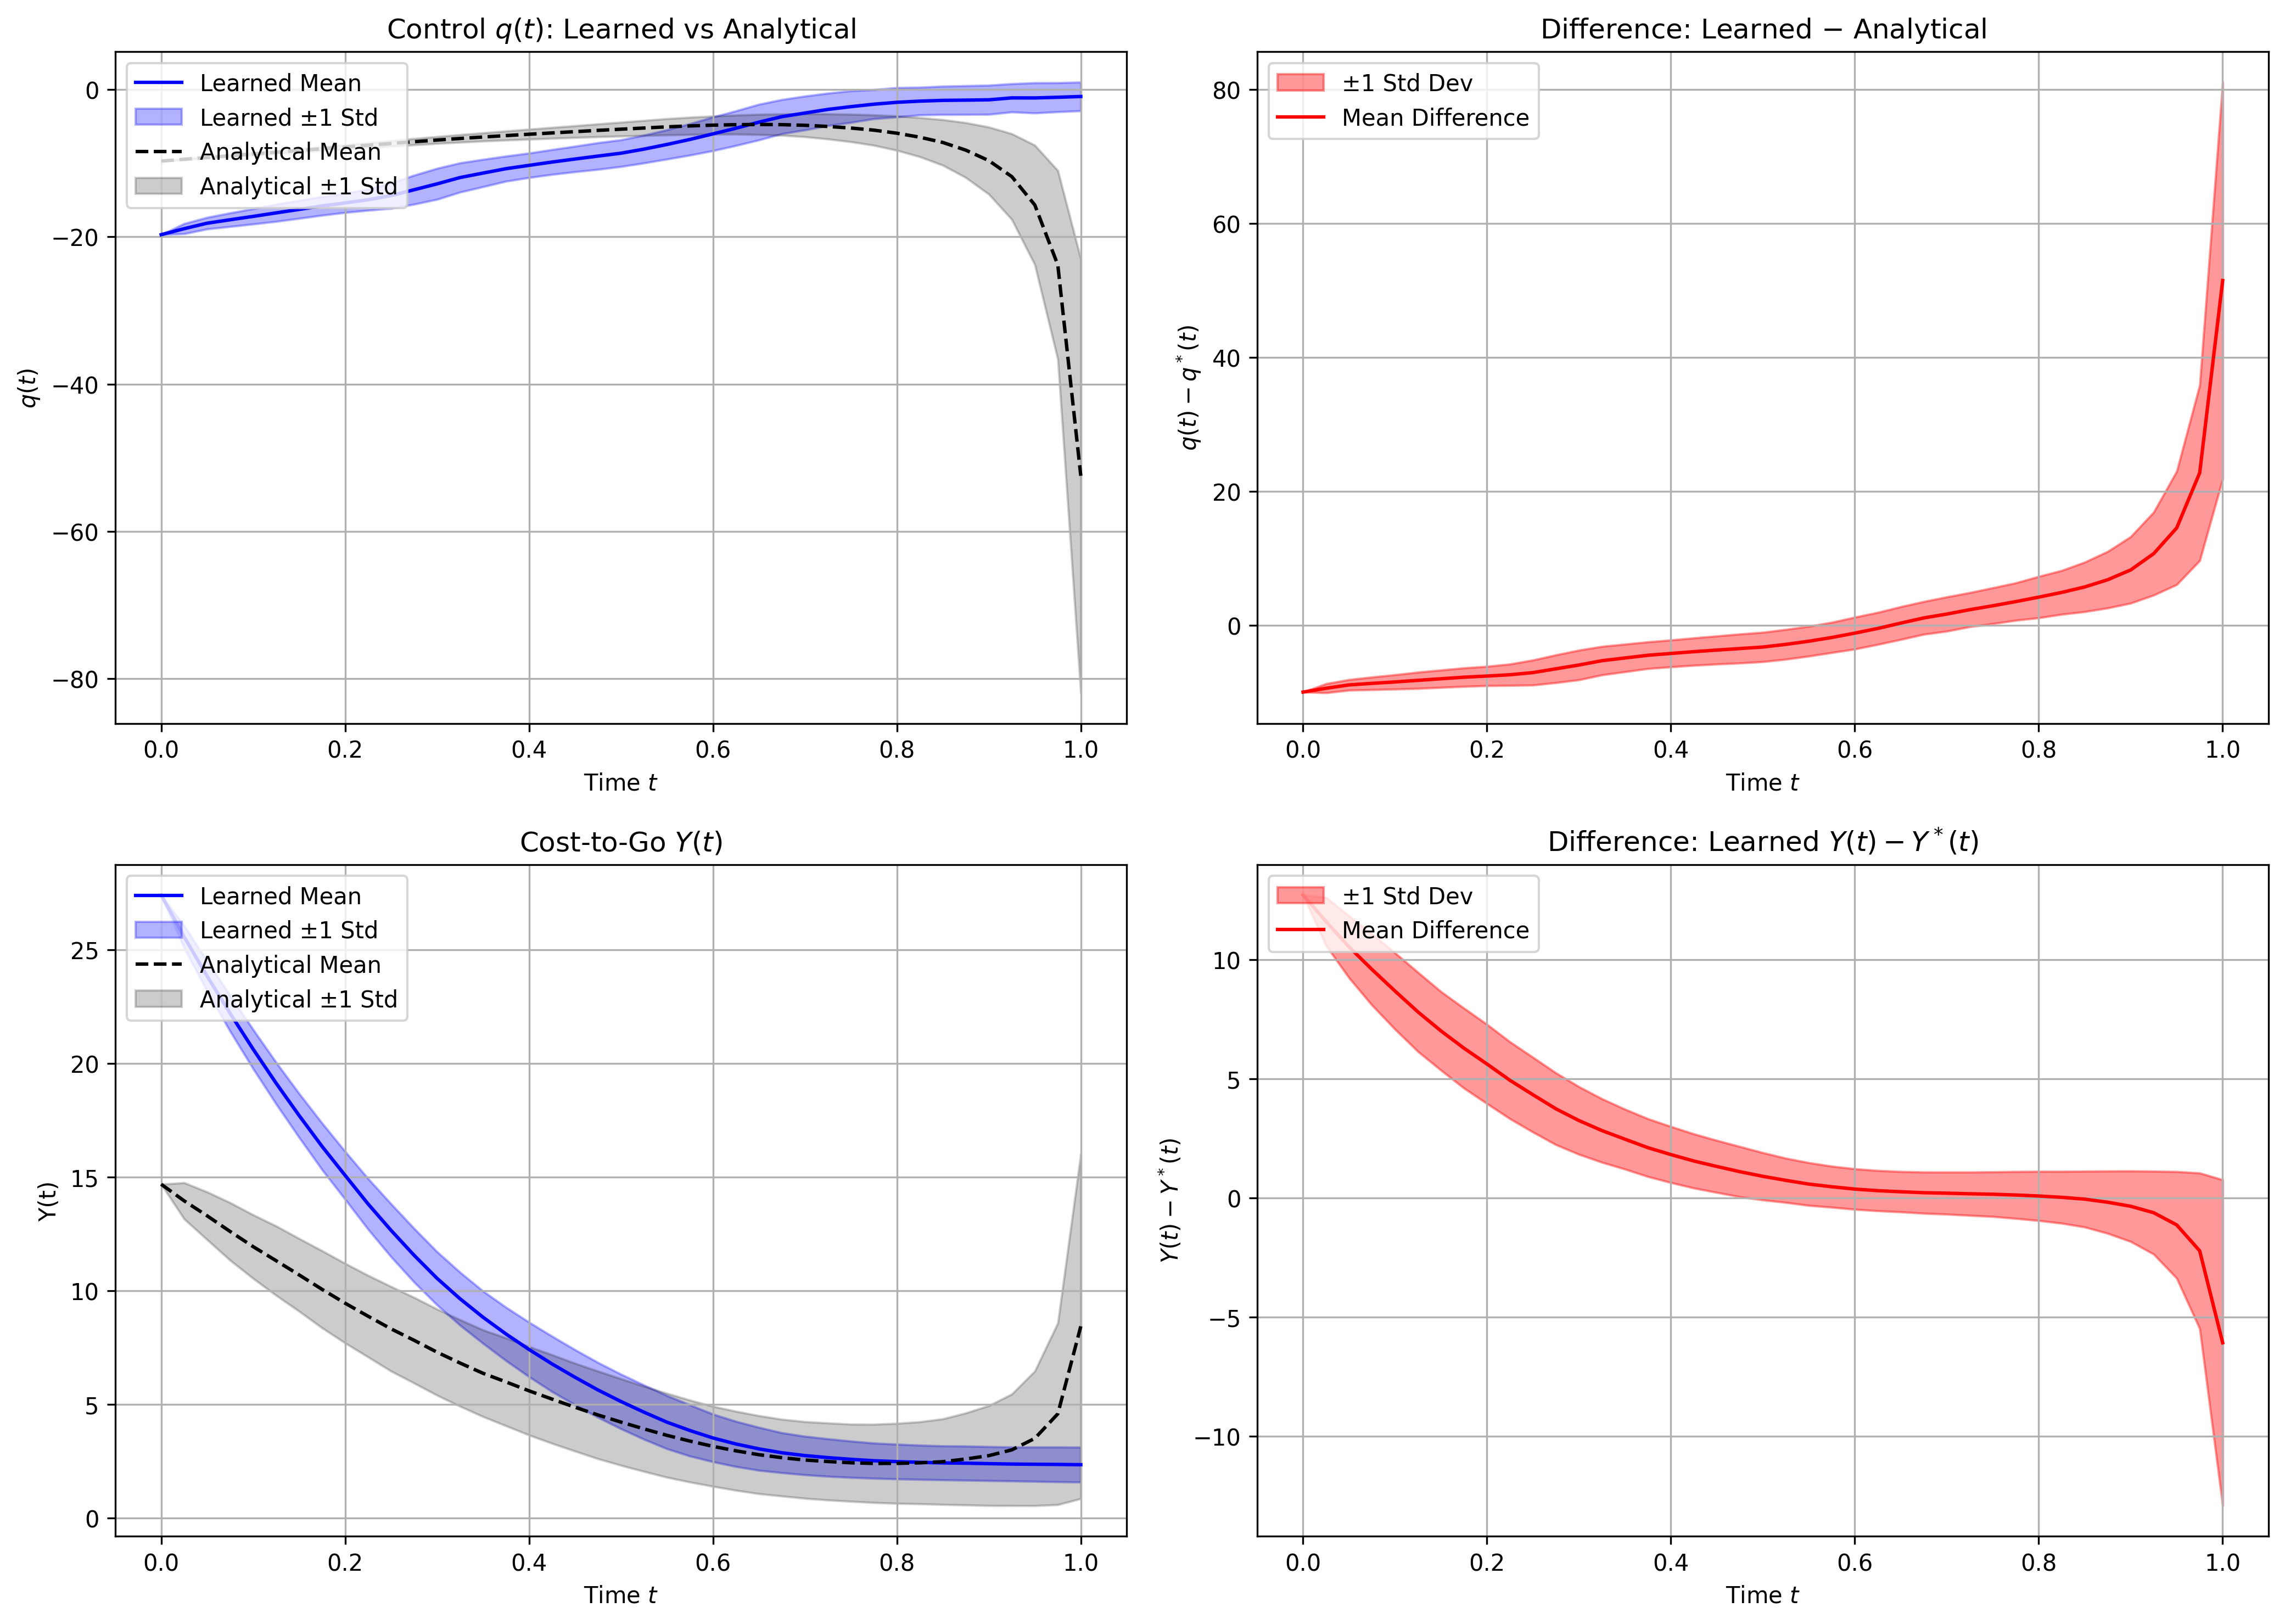 Control q(t): Learned vs Analytical
Learned Mean
Learned ±1 Std
Analytical Mean
Analytical ±1 Std
0
−20
−40
−60
−80
q(t)
0.0 0.2 0.4 0.6 0.8 1.0
Time t
Difference: Learned − Analytical
±1 Std Dev
Mean Difference
80
60
40
20
0
q(t) − q*(t)
0.0 0.2 0.4 0.6 0.8 1.0
Time t
Cost-to-Go Y(t)
Learned Mean
Learned ±1 Std
Analytical Mean
Analytical ±1 Std
25
20
15
10
5
0
Y(t)
0.0 0.2 0.4 0.6 0.8 1.0
Time t
Difference: Learned Y(t) − Y*(t)
±1 Std Dev
Mean Difference
10
5
0
−5
−10
Y(t) − Y*(t)
0.0 0.2 0.4 0.6 0.8 1.0
Time t